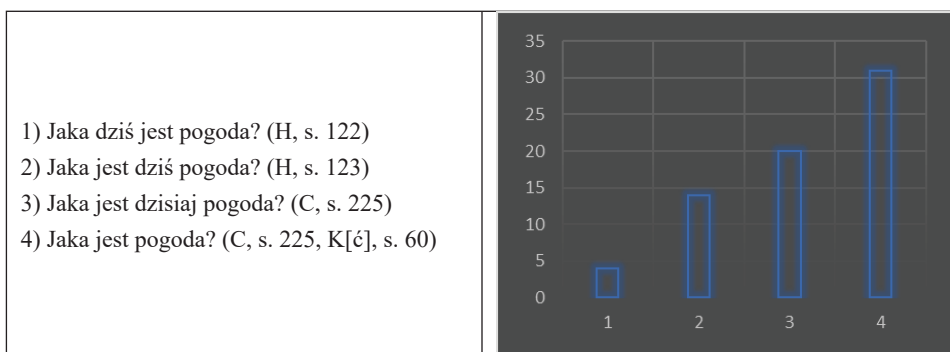 1) Jaka dziś jest pogoda? (H, s. 122)
2) Jaka jest dziś pogoda? (H, s. 123)
3) Jaka jest dzisiaj pogoda? (C, s. 225)
4) Jaka jest pogoda? (C, s. 225, K[ć], s. 60)
35
30
25
20
15
10
5
0
1 2 3 4